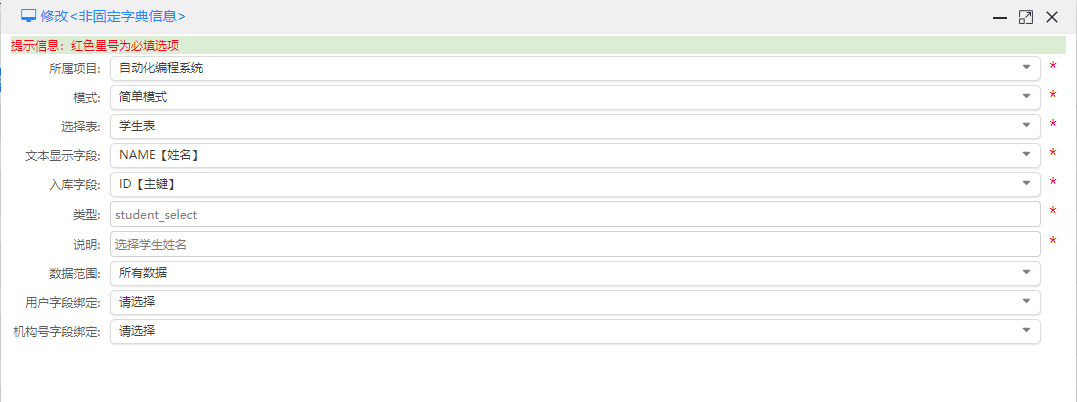 修改<非固定字典信息>
提示信息：红色星号为必填选项
所属项目: 自动化编程系统 *
模式: 简单模式 *
选择表: 学生表 *
文本显示字段: NAME【姓名】 *
入库字段: ID【主键】 *
类型: student_select *
说明: 选择学生姓名 *
数据范围: 所有数据
用户字段绑定: 请选择
机构号字段绑定: 请选择